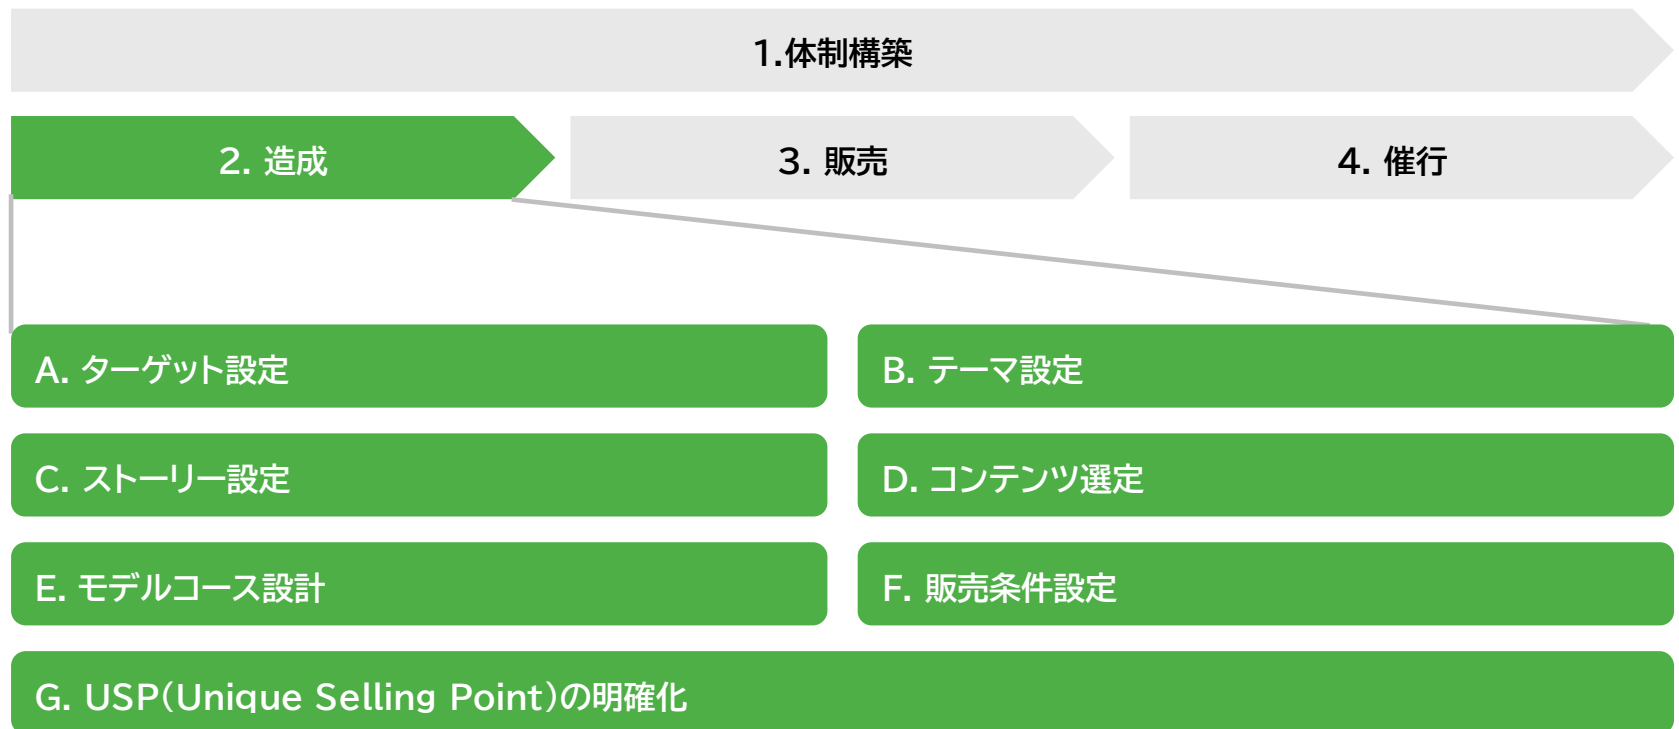 1.体制構築
2. 造成
3. 販売
4. 催行
A. ターゲット設定
B. テーマ設定
C. ストーリー設定
D. コンテンツ選定
E. モデルコース設計
F. 販売条件設定
G. USP(Unique Selling Point)の明確化